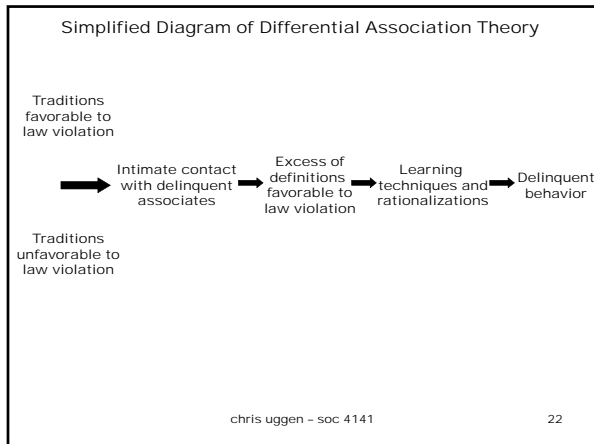 Simplified Diagram of Differential Association Theory
Traditions
favorable to
law violation
Intimate contact
with delinquent
associates
Excess of
definitions
favorable to
law violation
Learning
techniques and
rationalizations
Delinquent
behavior
Traditions
unfavorable to
law violation
chris uggen – soc 4141
22